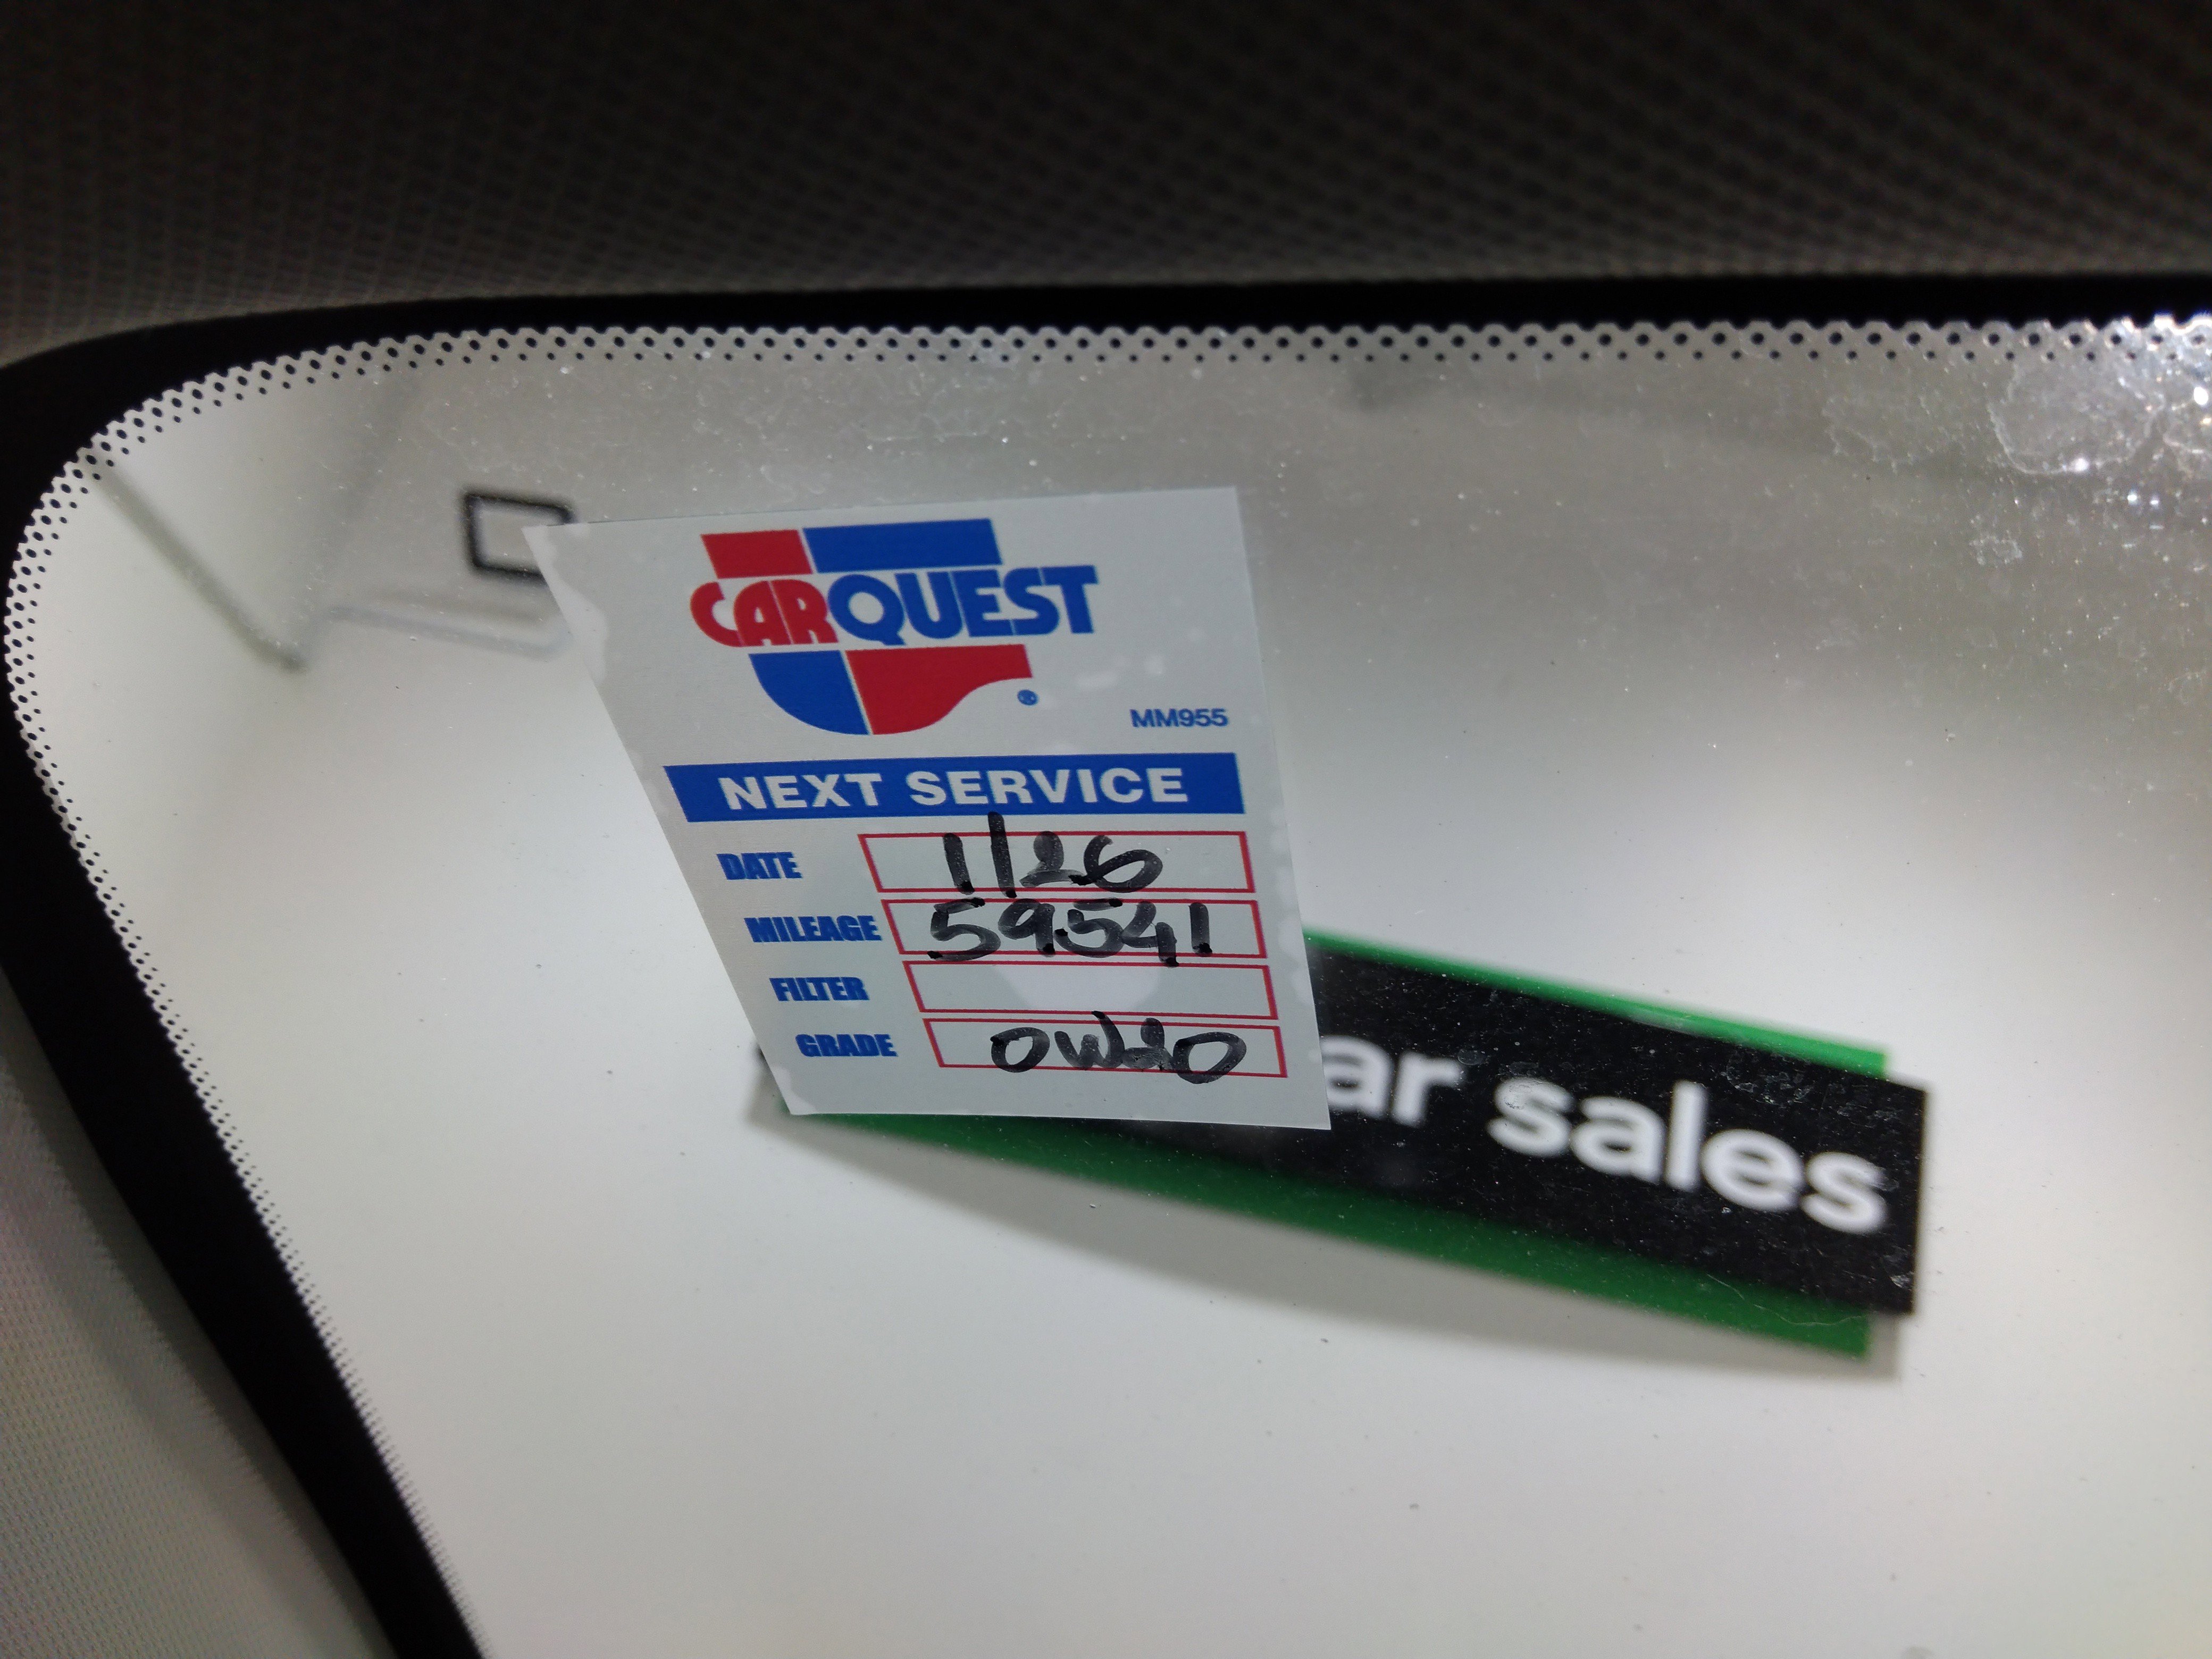 CARQUEST
®
MM955
NEXT SERVICE
DATE 1/26
MILEAGE 59541
FILTER
GRADE 0W20
ar sales